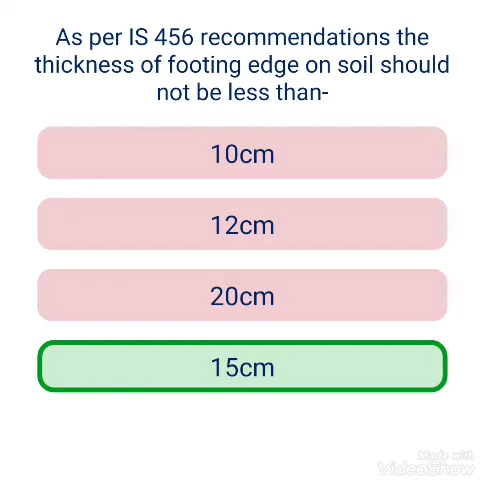 As per IS 456 recommendations the
thickness of footing edge on soil should
not be less than-
10cm
12cm
20cm
15cm
Made with
VideoShow